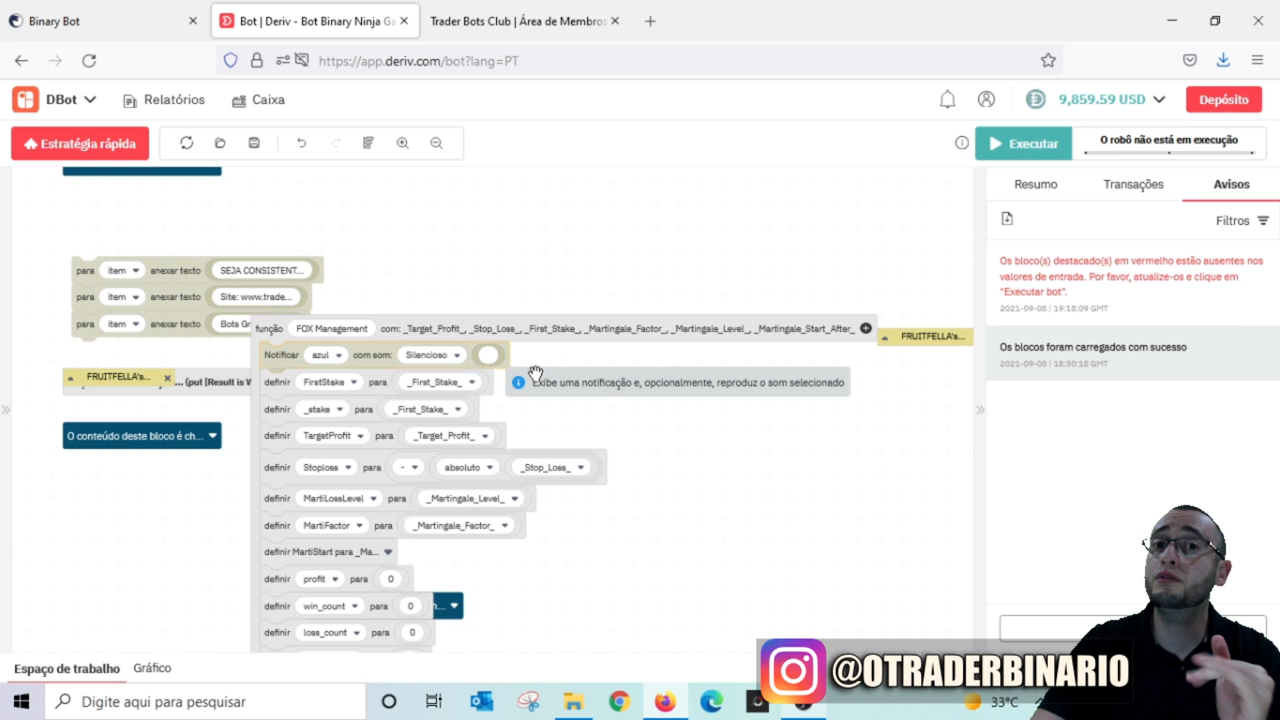 Binary Bot
Bot | Deriv - Bot Binary Ninja Ga
Trader Bots Club | Área de Membros
https://app.deriv.com/bot?lang=PT
DBot
Relatórios
Caixa
9,859.59 USD
Depósito
Estratégia rápida
Executar
O robô não está em execução
Resumo
Transações
Avisos
Filtros
Os bloco(s) destacado(s) em vermelho estão ausentes nos
valores de entrada. Por favor, atualize-os e clique em
"Executar bot".
2021-09-08 | 19:18:09 GMT
Os blocos foram carregados com sucesso
2021-09-08 | 18:30:18 GMT
para item anexar texto SEJA CONSISTENT...
para item anexar texto Site: www.trade...
para item anexar texto Bots Gr
função FOX Management com: _Target_Profit_, _Stop_Loss_, _First_Stake_, _Martingale_Factor_, _Martingale_Level_, _Martingale_Start_After_
FRUITFELLA's...
Notificar azul com som: Silencioso
Exibe uma notificação e, opcionalmente, reproduz o som selecionado
FRUITFELLA's... ... (put [Result is W
definir FirstStake para _First_Stake_
definir _stake para _First_Stake_
O conteúdo deste bloco é ch...
definir TargetProfit para _Target_Profit_
definir Stoploss para - absoluto _Stop_Loss_
definir MartiLossLevel para _Martingale_Level_
definir MartiFactor para _Martingale_Factor_
definir MartiStart para _Ma...
definir profit para 0
definir win_count para 0
h...
definir loss_count para 0
Espaço de trabalho
Gráfico
@OTRADERBINARIO
Digite aqui para pesquisar
33°C